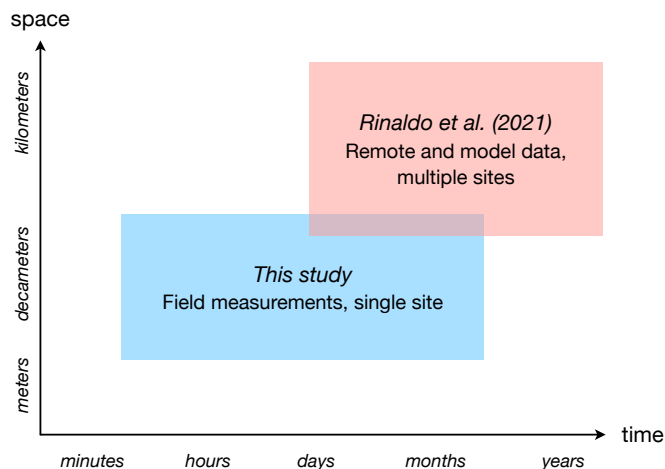 space
kilometers
decameters
meters
Rinaldo et al. (2021)
Remote and model data,
multiple sites
This study
Field measurements, single site
time
minutes
hours
days
months
years